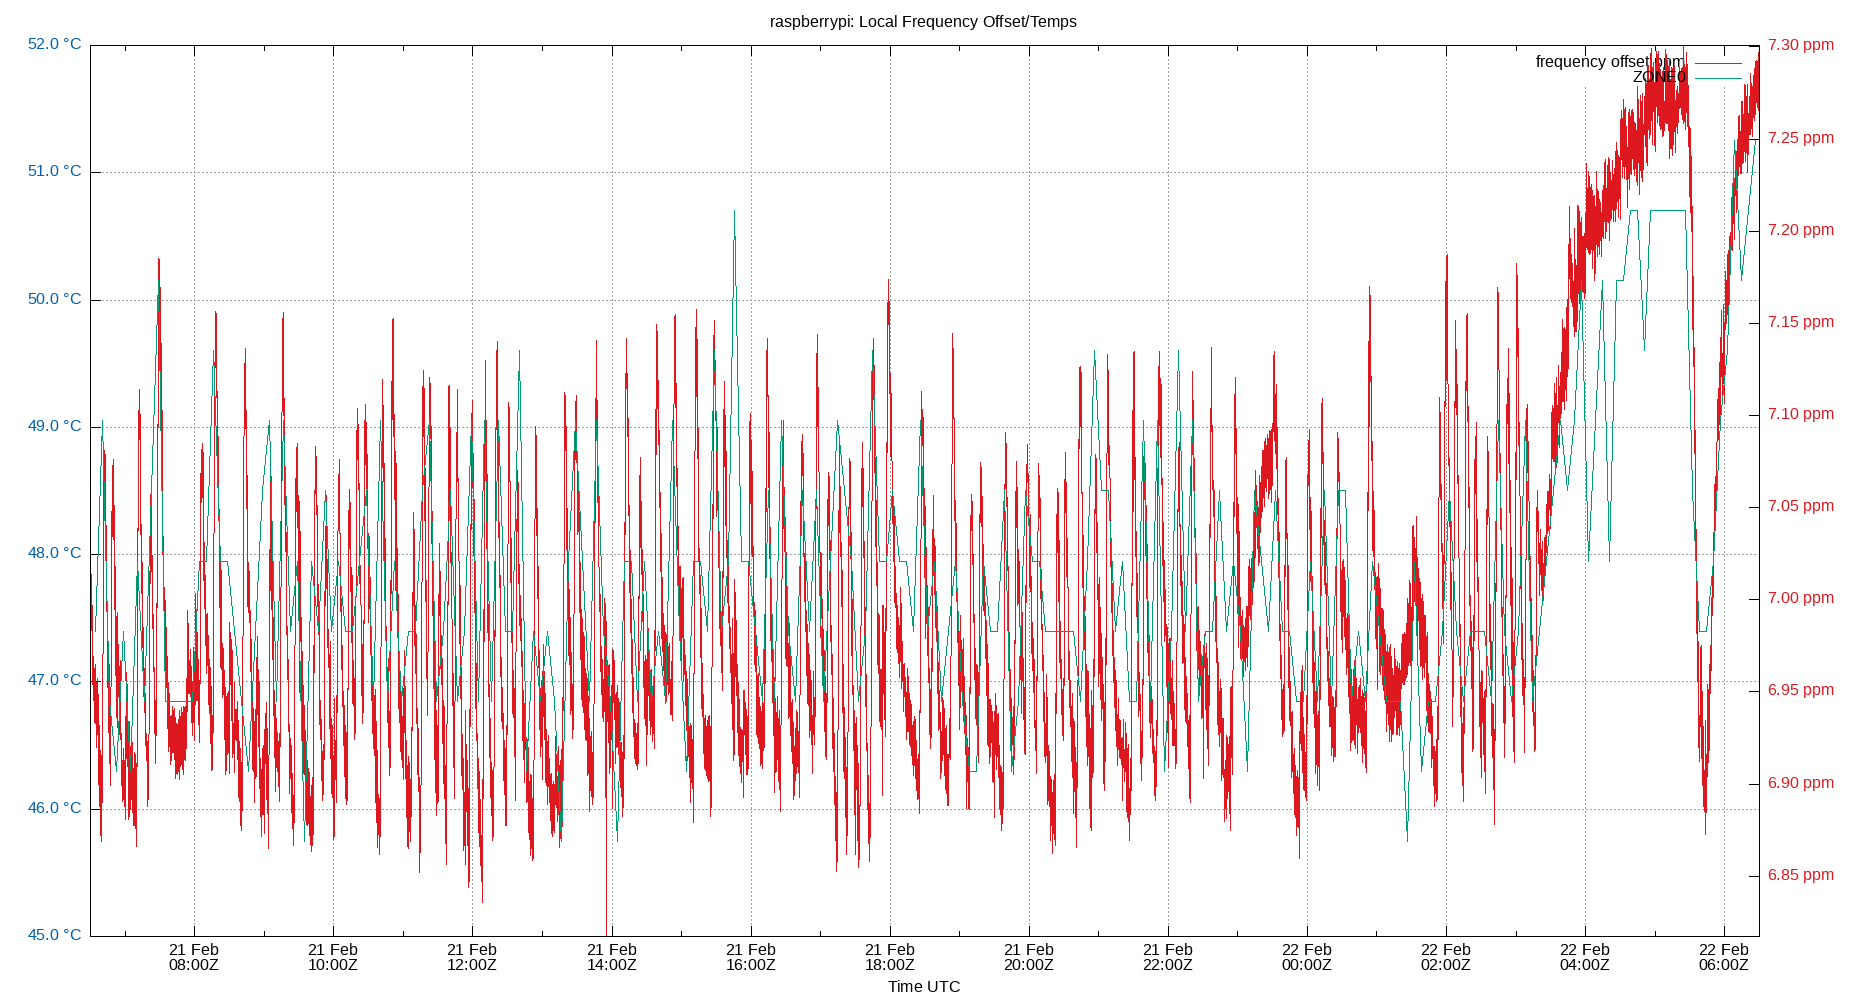 raspberrypi: Local Frequency Offset/Temps
52.0 °C
51.0 °C
50.0 °C
49.0 °C
48.0 °C
47.0 °C
46.0 °C
45.0 °C
7.30 ppm
7.25 ppm
7.20 ppm
7.15 ppm
7.10 ppm
7.05 ppm
7.00 ppm
6.95 ppm
6.90 ppm
6.85 ppm
frequency offset ppm
ZONE0
21 Feb
08:00Z
21 Feb
10:00Z
21 Feb
12:00Z
21 Feb
14:00Z
21 Feb
16:00Z
21 Feb
18:00Z
21 Feb
20:00Z
21 Feb
22:00Z
22 Feb
00:00Z
22 Feb
02:00Z
22 Feb
04:00Z
22 Feb
06:00Z
Time UTC